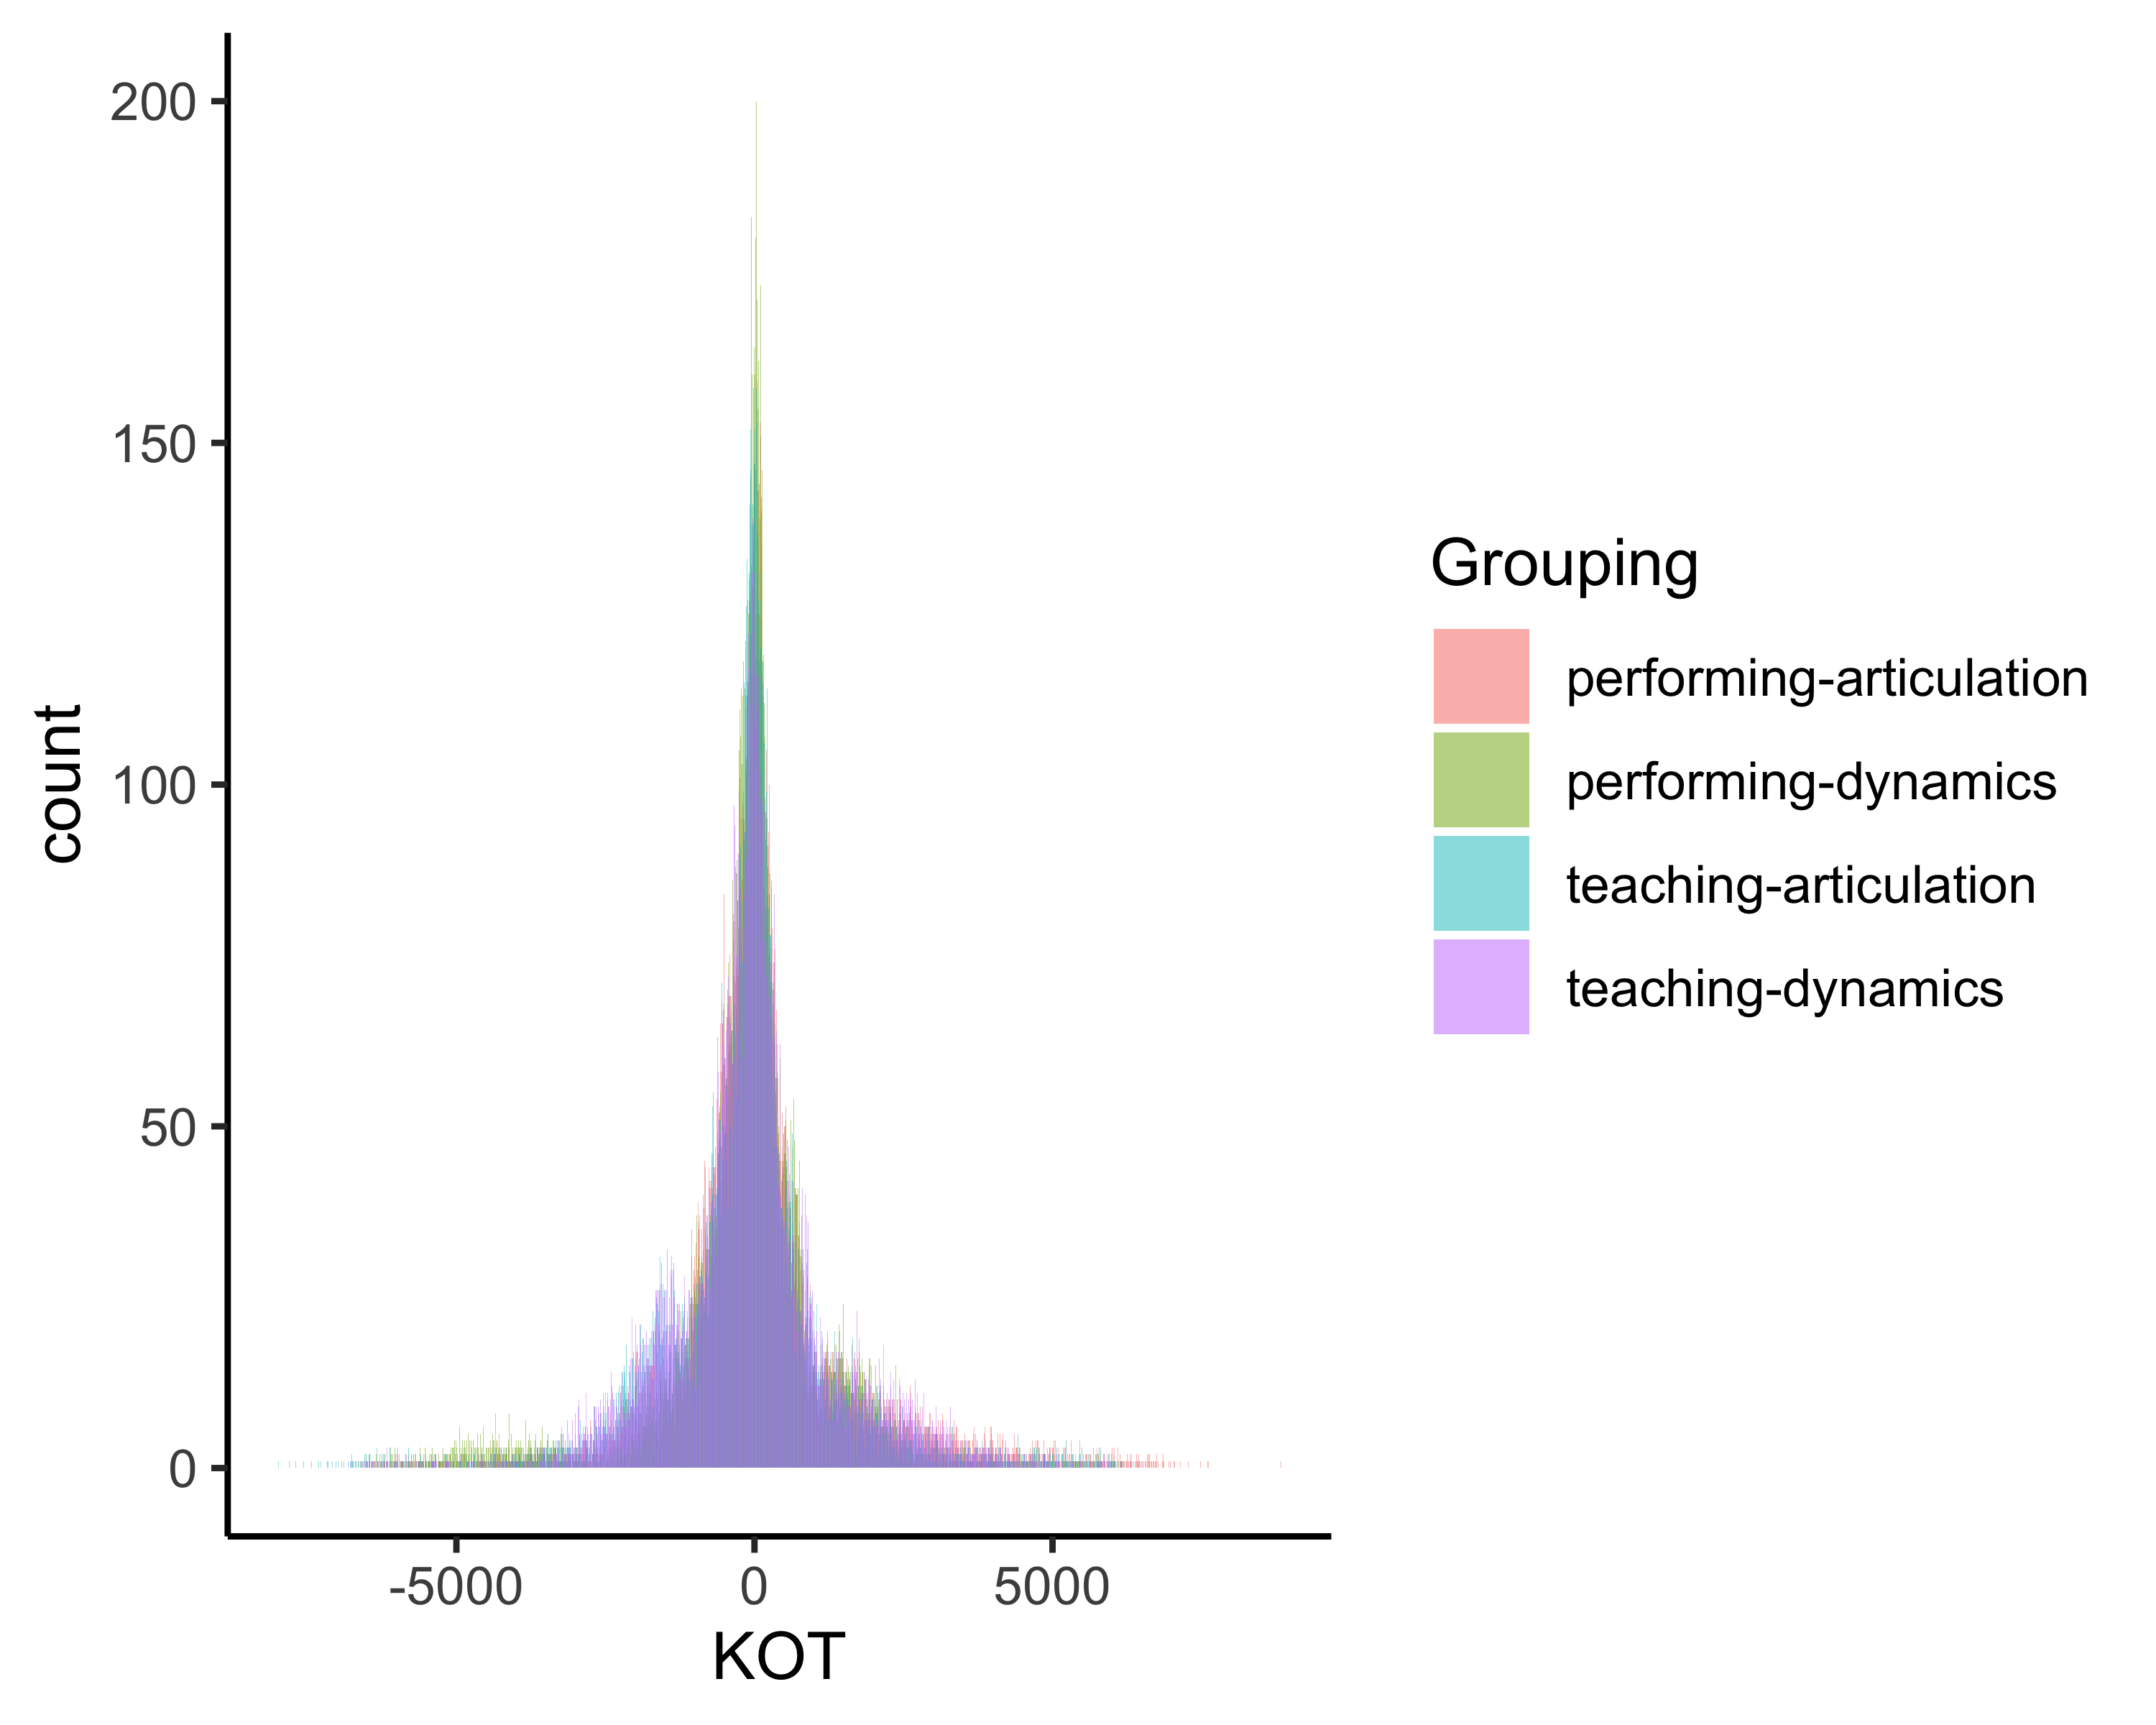 200
150
100
50
0
count
-5000
0
5000
KOT
Grouping
performing-articulation
performing-dynamics
teaching-articulation
teaching-dynamics